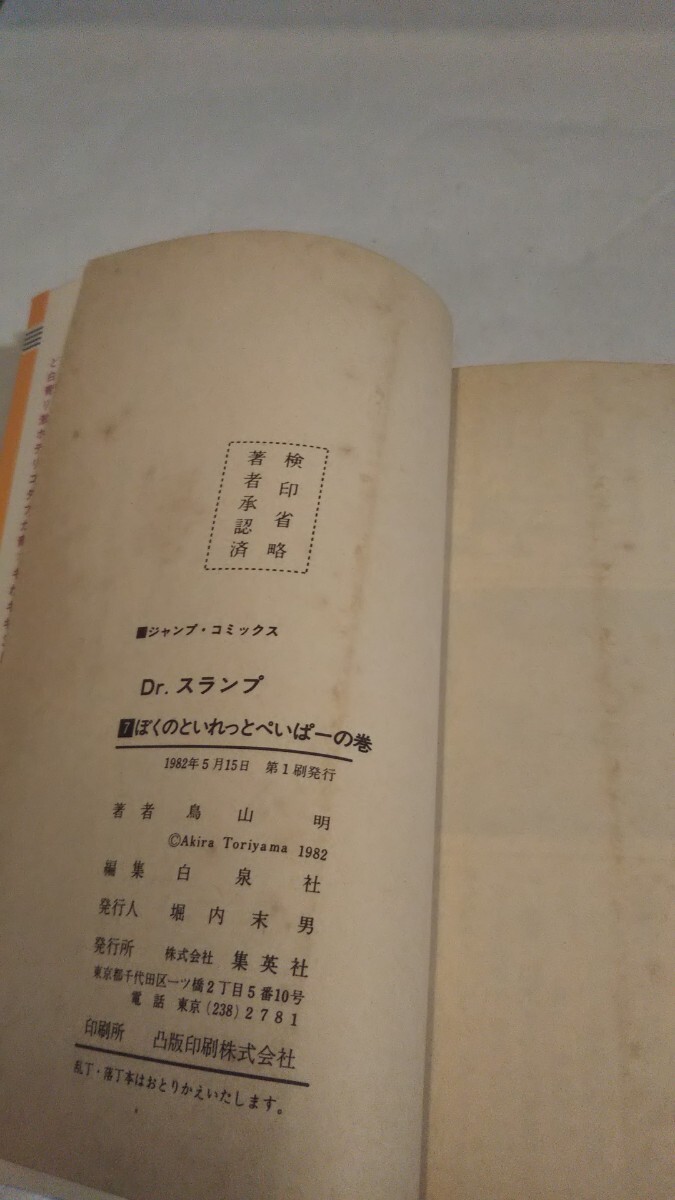 検印省略
著者承認済
■ジャンプ・コミックス
Dr. スランプ
7 ぼくのといれっとぺいぱーの巻
1982年5月15日 第1刷発行
著者 鳥山 明
©Akira Toriyama 1982
編集 白泉社
発行人 堀内末男
発行所 株式会社 集英社
東京都千代田区一ツ橋2丁目5番10号
電話 東京(238)2781
印刷所 凸版印刷株式会社
乱丁・落丁本はおとりかえいたします。